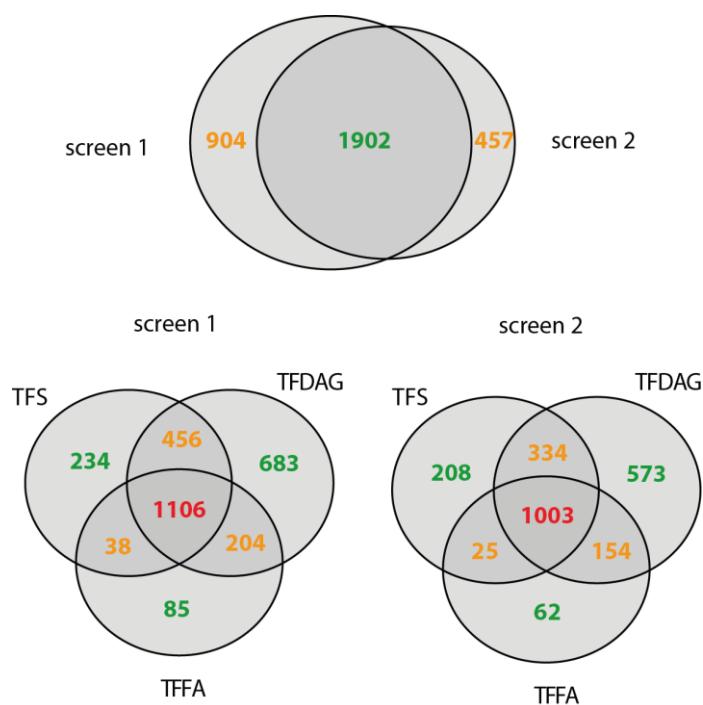 904
1902
457
screen 1
screen 2
screen 1
screen 2
TFS
TFDAG
456
234
683
1106
38
204
85
TFFA
TFS
TFDAG
334
208
573
1003
25
154
62
TFFA